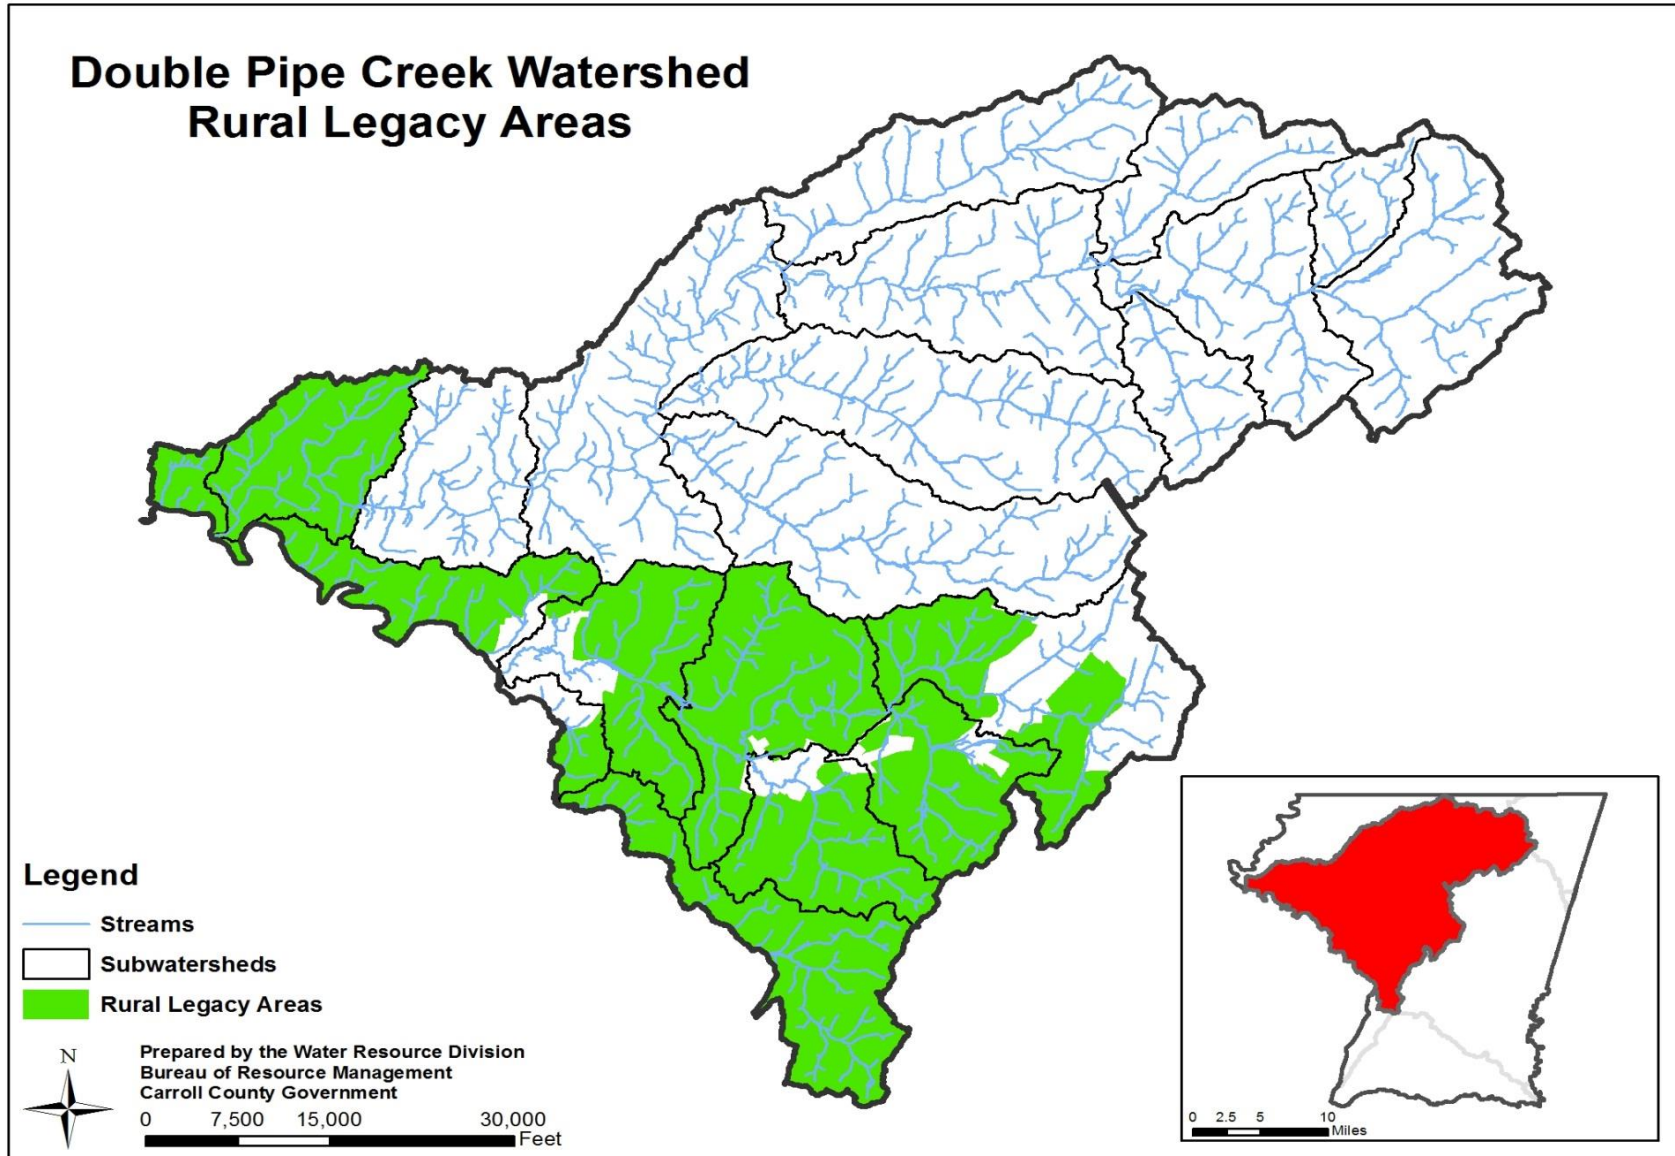 Double Pipe Creek Watershed
Rural Legacy Areas
Legend
Streams
Subwatersheds
Rural Legacy Areas
N
Prepared by the Water Resource Division
Bureau of Resource Management
Carroll County Government
0 7,500 15,000 30,000
Feet
0 2.5 5 10
Miles